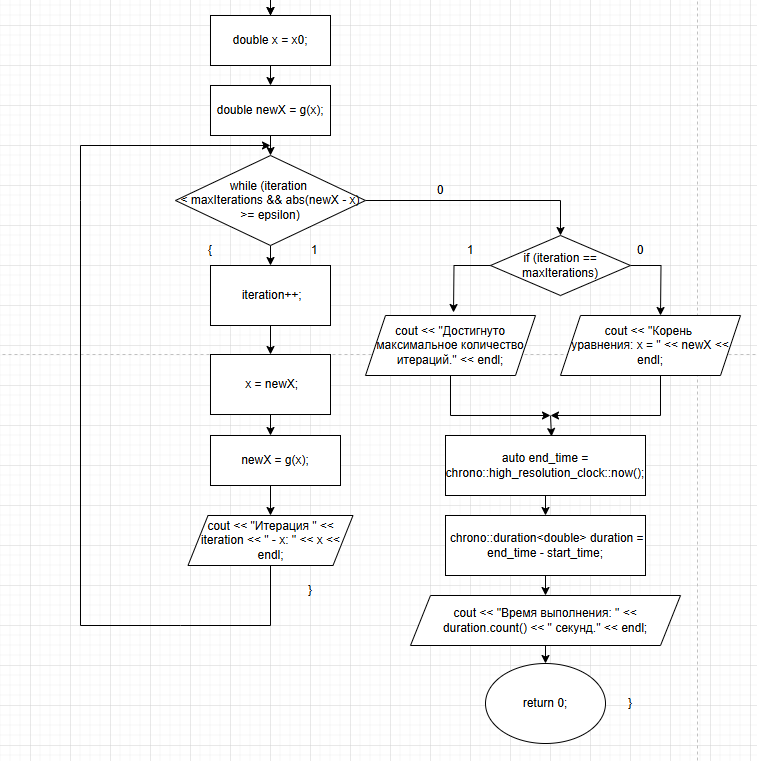 double x = x0;
double newX = g(x);
while (iteration
< maxIterations && abs(newX - x)
>= epsilon)
0
{
1
iteration++;
x = newX;
newX = g(x);
cout << "Итерация " <<
iteration << " - x: " << x <<
endl;
}
if (iteration ==
maxIterations)
1
0
cout << "Достигнуто
максимальное количество
итераций." << endl;
cout << "Корень
уравнения: x = " << newX <<
endl;
auto end_time =
chrono::high_resolution_clock::now();
chrono::duration<double> duration =
end_time - start_time;
cout << "Время выполнения: " <<
duration.count() << " секунд." << endl;
return 0;
}